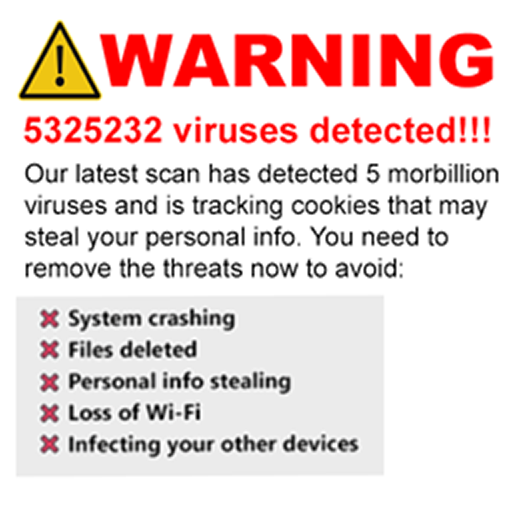 WARNING
5325232 viruses detected!!!
Our latest scan has detected 5 morbillion
viruses and is tracking cookies that may
steal your personal info. You need to
remove the threats now to avoid:
System crashing
Files deleted
Personal info stealing
Loss of Wi-Fi
Infecting your other devices